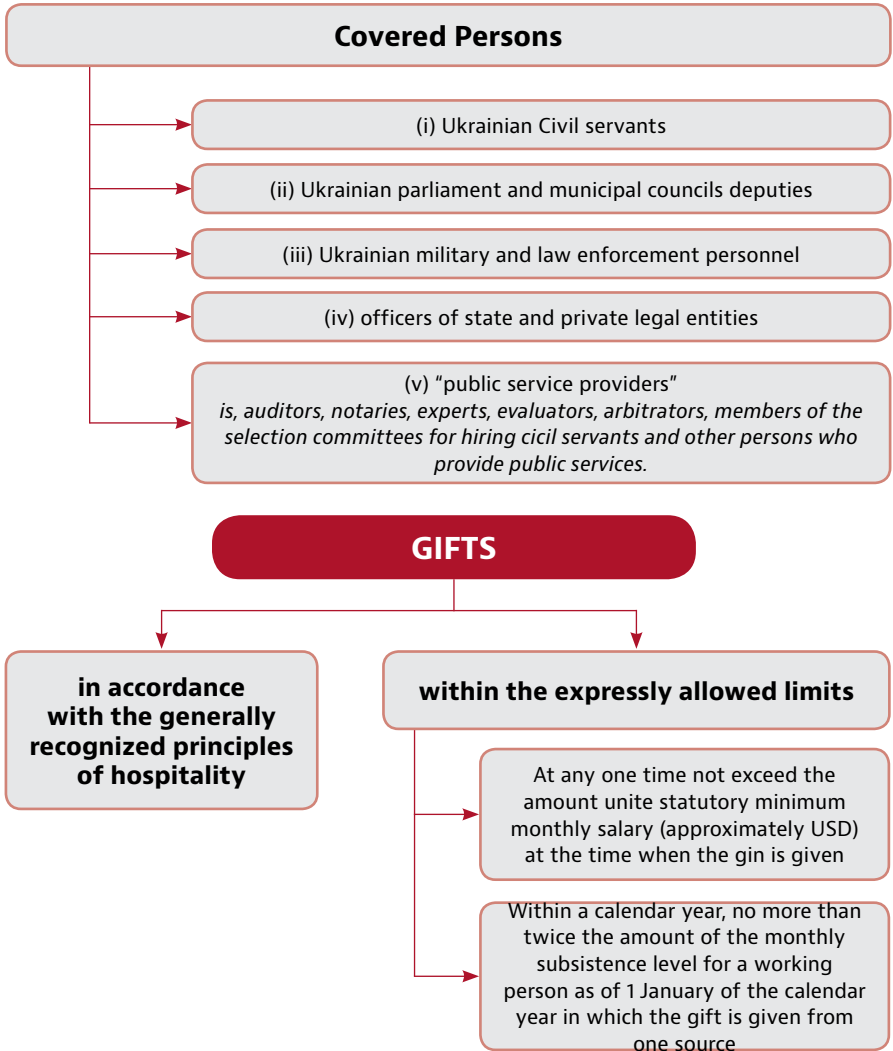 Covered Persons
(i) Ukrainian Civil servants
(ii) Ukrainian parliament and municipal councils deputies
(iii) Ukrainian military and law enforcement personnel
(iv) officers of state and private legal entities
(v) “public service providers”
is, auditors, notaries, experts, evaluators, arbitrators, members of the
selection committees for hiring cicil servants and other persons who
provide public services.
GIFTS
in accordance
with the generally
recognized principles
of hospitality
within the expressly allowed limits
At any one time not exceed the
amount unite statutory minimum
monthly salary (approximately USD)
at the time when the gin is given
Within a calendar year, no more than
twice the amount of the monthly
subsistence level for a working
person as of 1 January of the calendar
year in which the gift is given from
one source